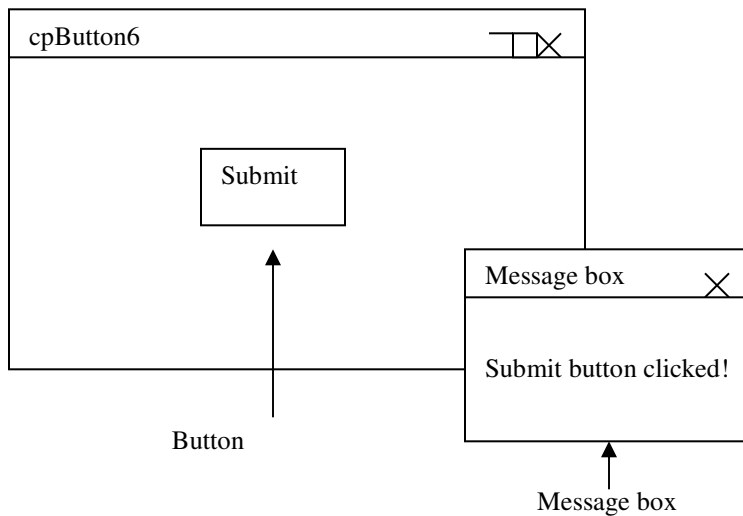 cpButton6
Submit
Message box
Submit button clicked!
Button
Message box